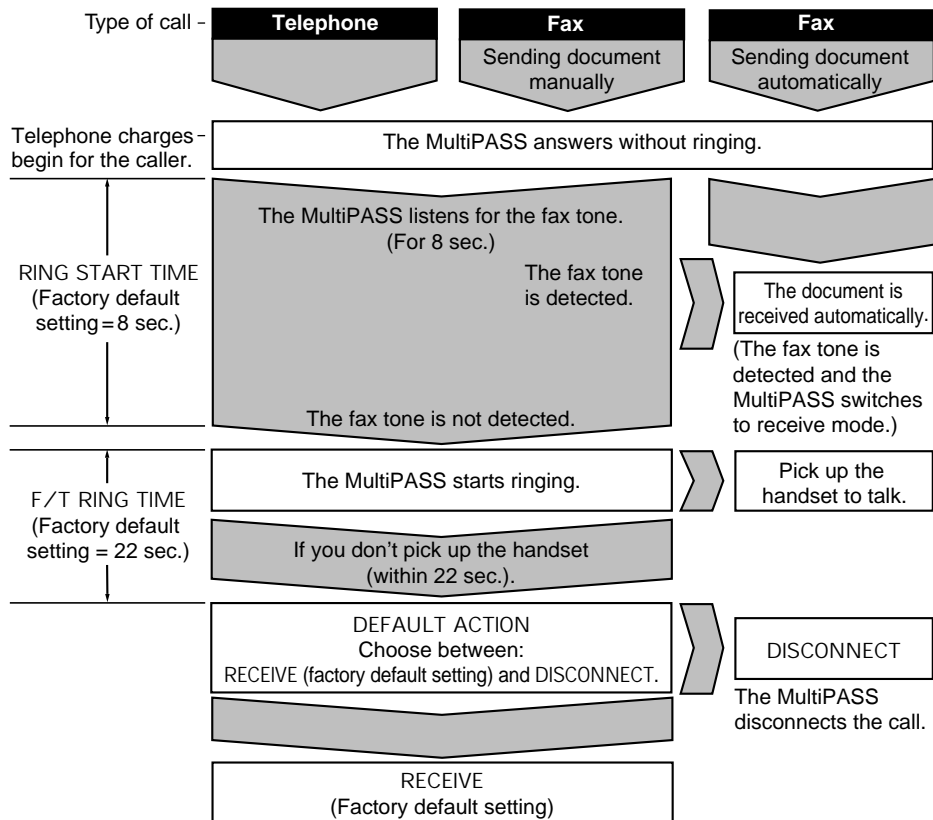 Type of call -
Telephone
Fax
Sending document
manually
Fax
Sending document
automatically
Telephone charges -
begin for the caller.
The MultiPASS answers without ringing.
RING START TIME
(Factory default
setting = 8 sec.)
The MultiPASS listens for the fax tone.
(For 8 sec.)
The fax tone
is detected.
The document is
received automatically.
(The fax tone is
detected and the
MultiPASS switches
to receive mode.)
The fax tone is not detected.
F/T RING TIME
(Factory default
setting = 22 sec.)
The MultiPASS starts ringing.
Pick up the
handset to talk.
If you don't pick up the handset
(within 22 sec.).
DEFAULT ACTION
Choose between:
RECEIVE (factory default setting) and DISCONNECT.
DISCONNECT
The MultiPASS
disconnects the call.
RECEIVE
(Factory default setting)